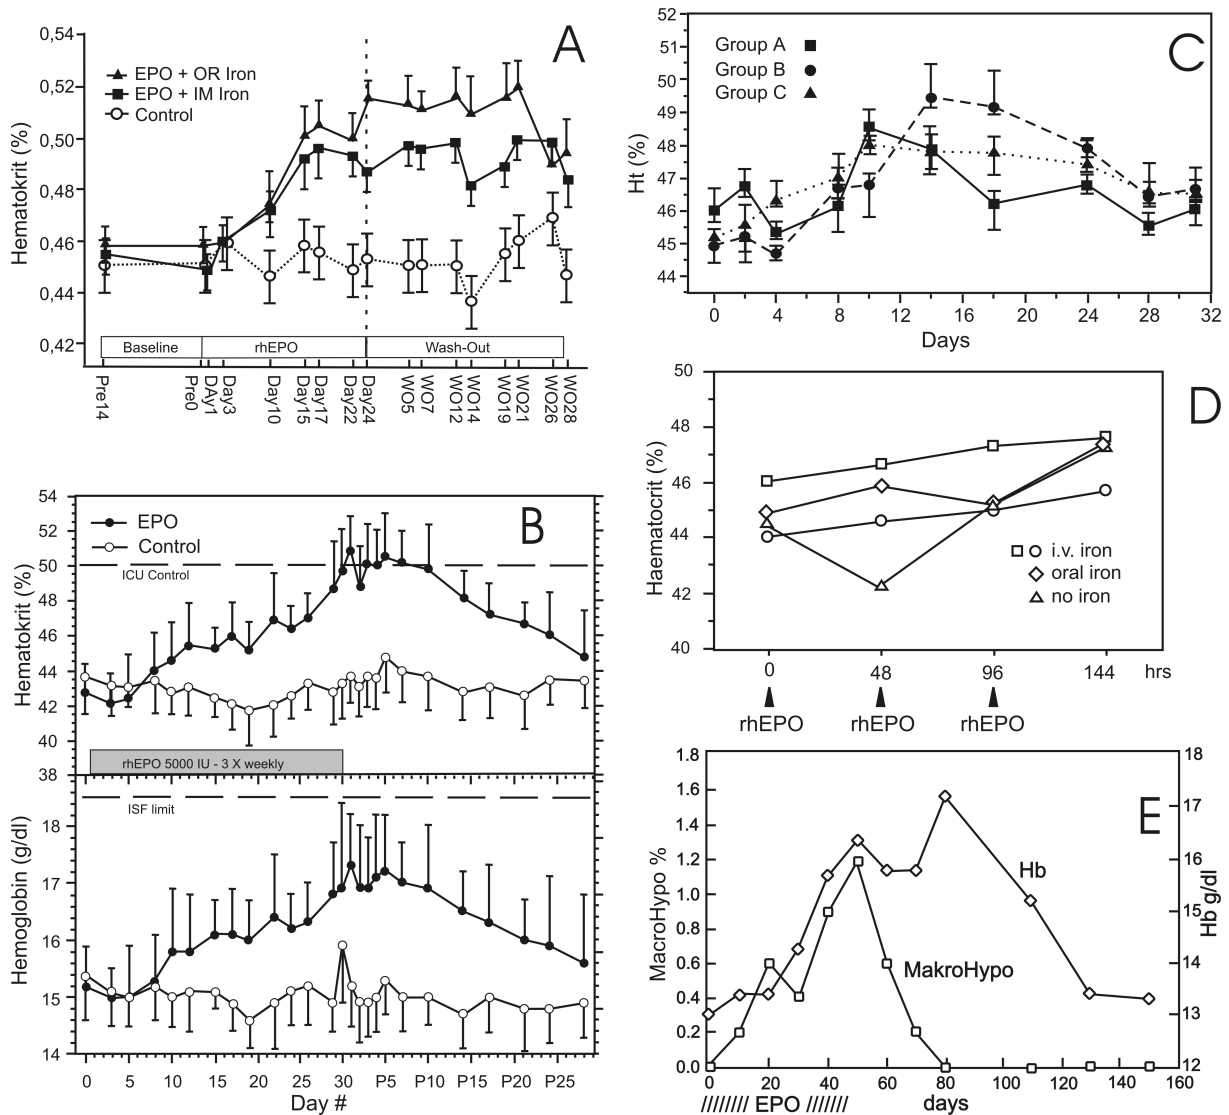 A
0,54
0,52
0,50
0,48
0,46
0,44
0,42
Hematokrit (%)
EPO + OR Iron
EPO + IM Iron
Control
Baseline
rhEPO
Wash-Out
Pre14
Pre0
DAy1
Day3
Day10
Day15
Day17
Day22
Day24
WO5
WO7
WO12
WO14
WO19
WO21
WO26
WO28
B
54
52
50
48
46
44
42
40
38
Hematokrit (%)
EPO
Control
ICU Control
rhEPO 5000 IU - 3 X weekly
ISF limit
18
17
16
15
14
Hemoglobin (g/dl)
0 5 10 15 20 25 30 P5 P10 P15 P20 P25
Day #
C
52
51
50
49
48
47
46
45
44
Ht (%)
Group A
Group B
Group C
0 4 8 12 16 20 24 28 32
Days
D
50
48
46
44
42
40
Haematocrit (%)
i.v. iron
oral iron
no iron
0 48 96 144 hrs
rhEPO rhEPO rhEPO
E
1.8
1.6
1.4
1.2
1.0
0.8
0.6
0.4
0.2
0.0
MacroHypo %
Hb
MakroHypo
18
17
16
15
14
13
12
Hb g/dl
0 20 40 60 80 100 120 140 160
//////// EPO ///////
days